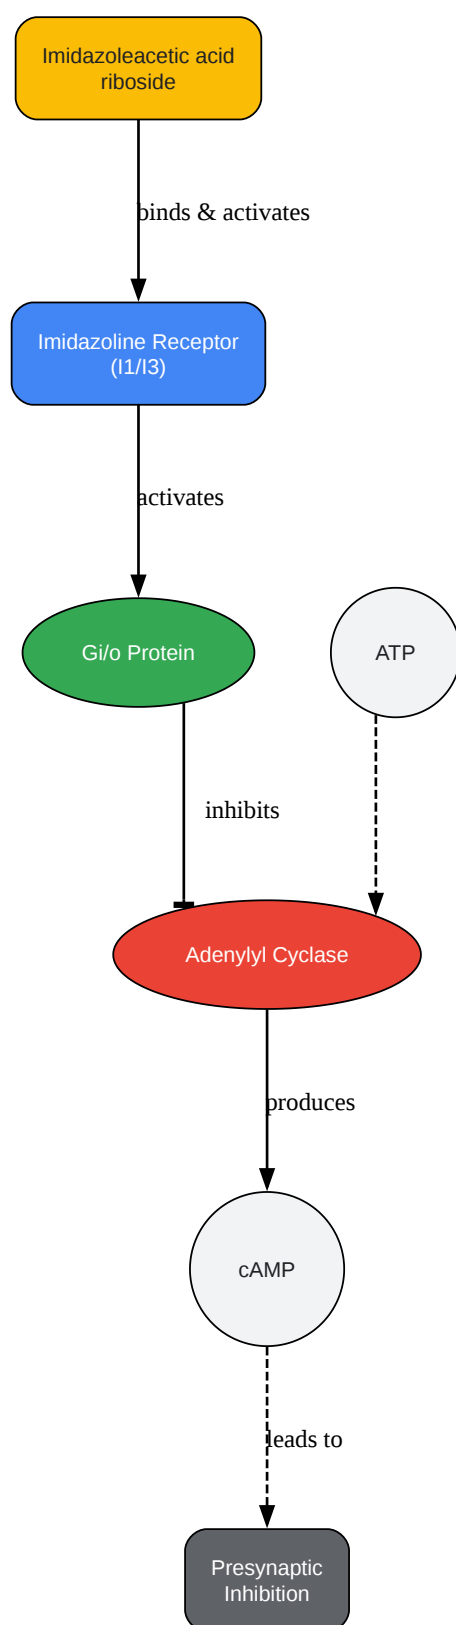 Imidazoleacetic acid
riboside
binds & activates
Imidazoline Receptor
(I1/I3)
activates
Gi/o Protein
ATP
inhibits
Adenylyl Cyclase
produces
cAMP
leads to
Presynaptic
Inhibition